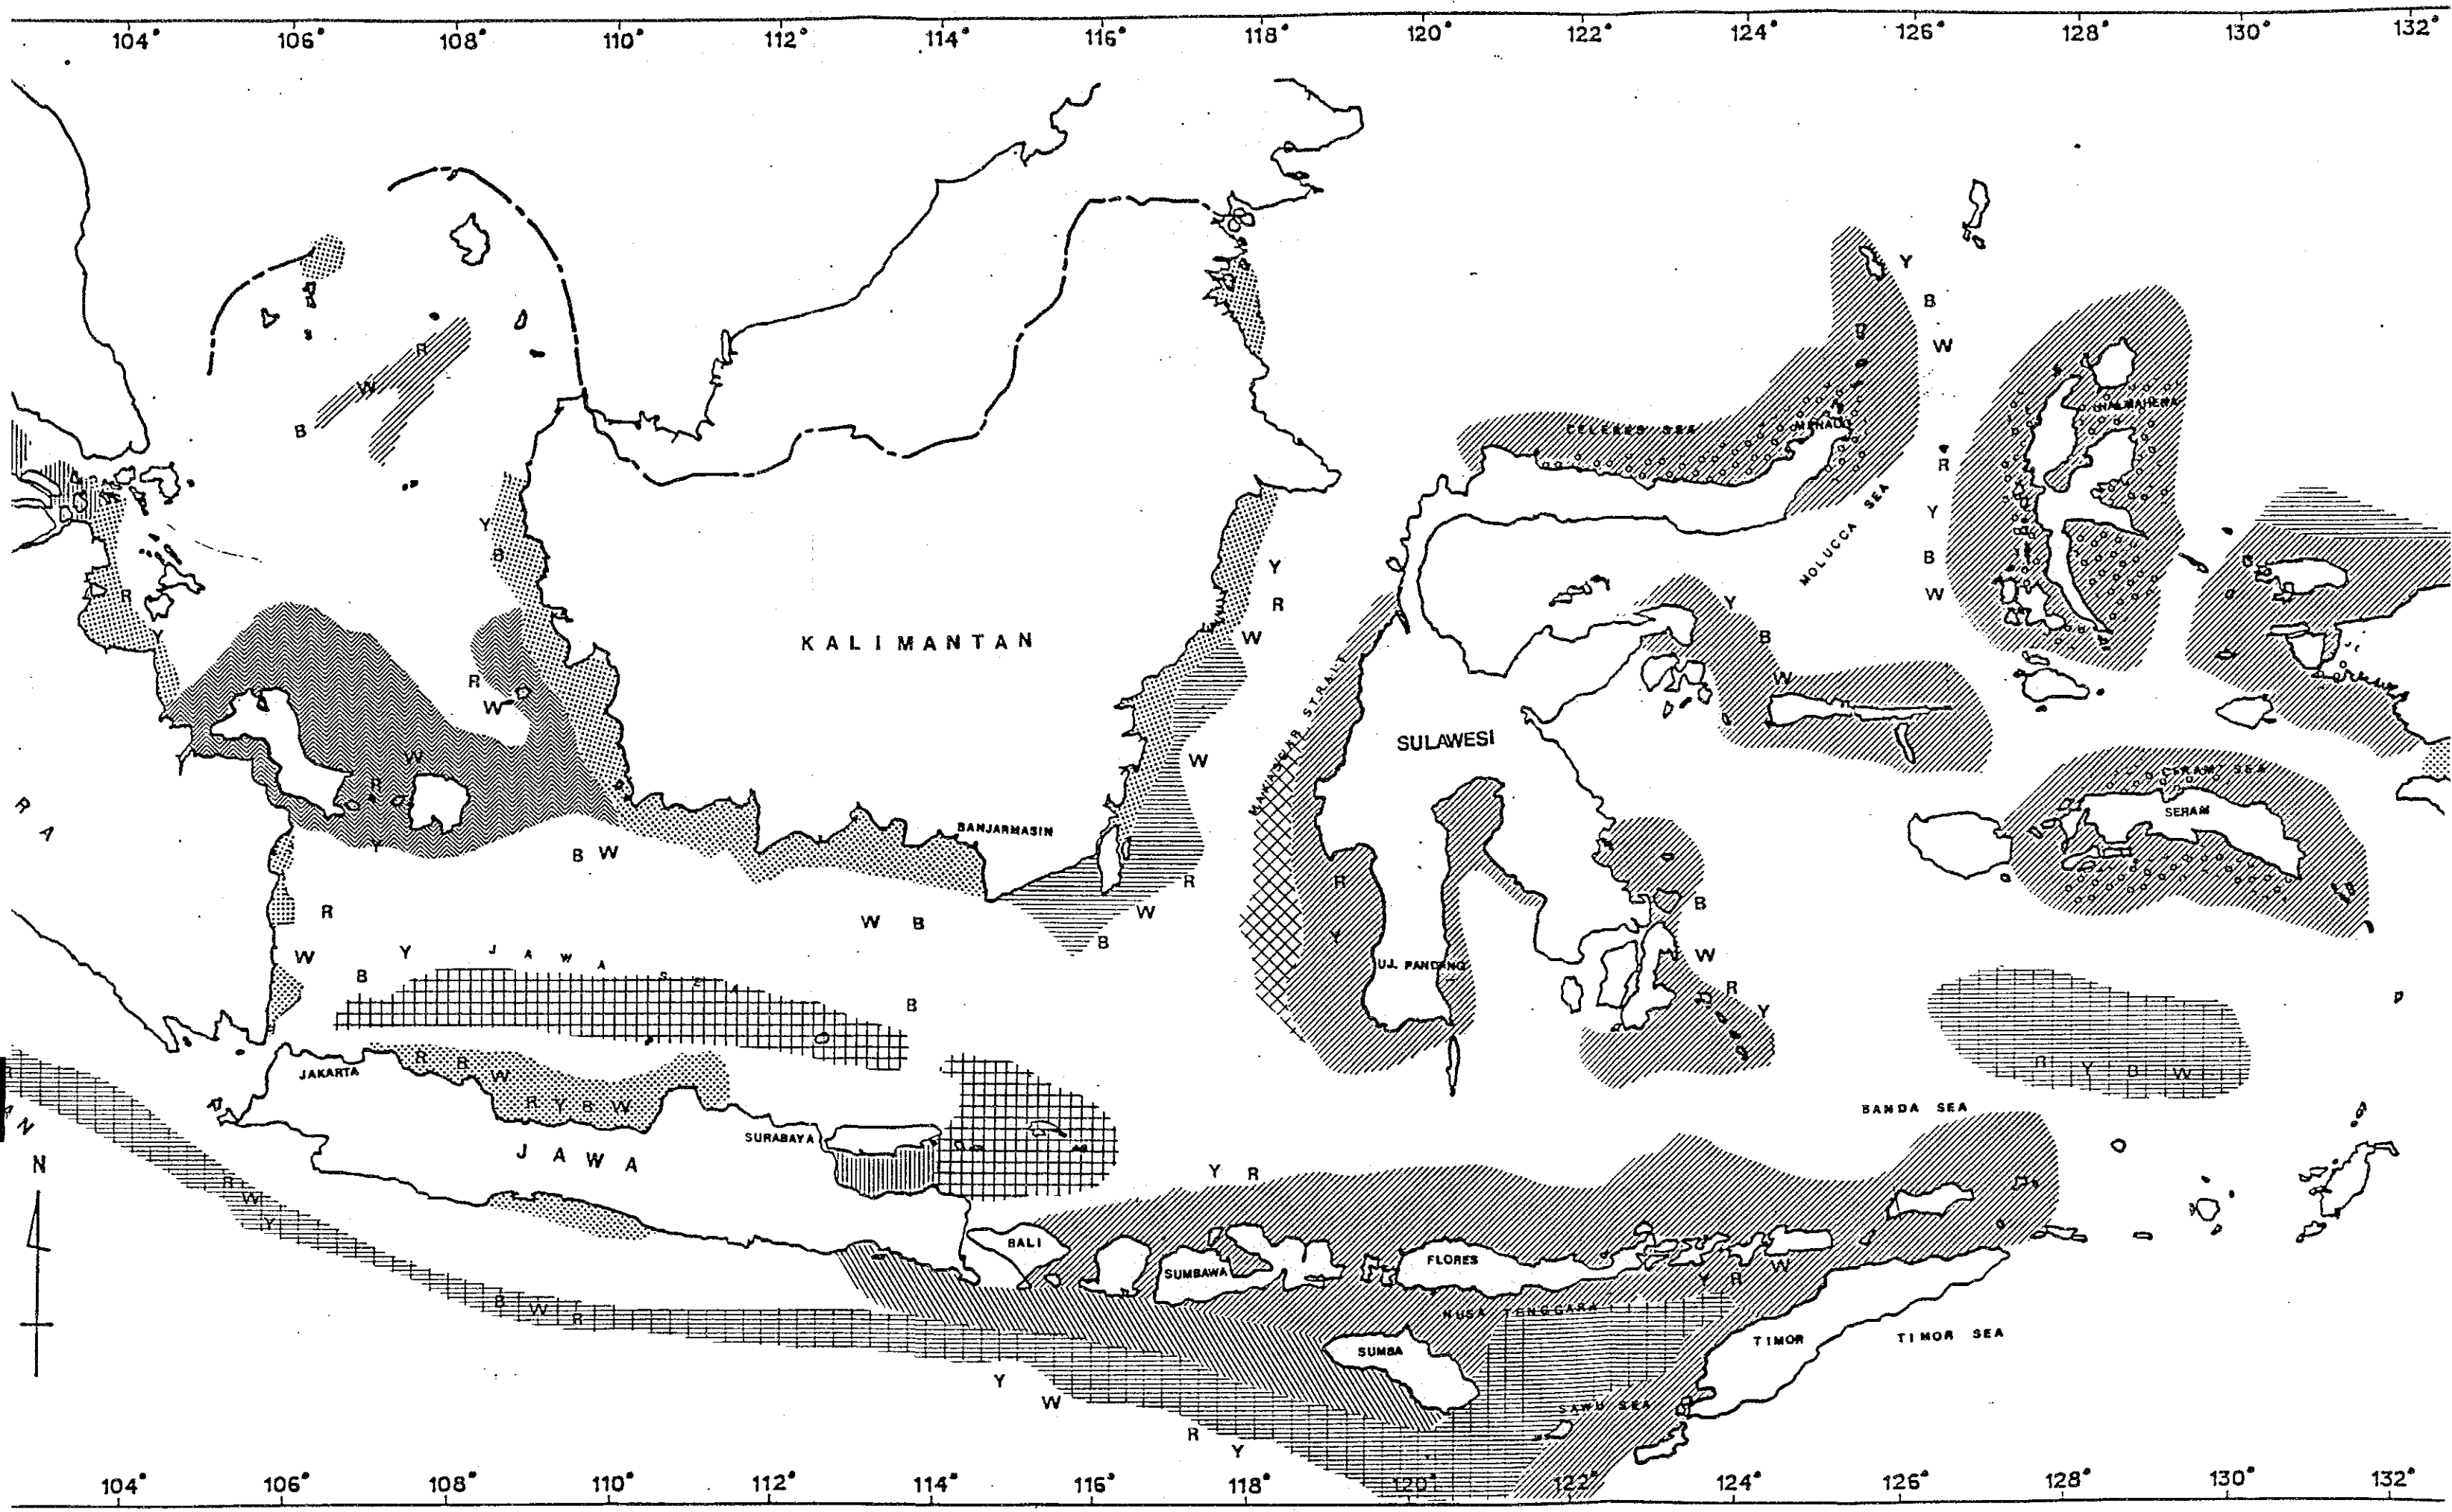 104° 106° 108° 110° 112° 114° 116° 118° 120° 122° 124° 126° 128° 130° 132°
Y
B
W
R
W
B
HALMAHERA
CELEBES SEA
MENADO
R
Y
B
MOLUCCA SEA
Y
B
W
Y
R
W
R
Y
KALIMANTAN
Y
B
W
MAKASSAR STRAIT
R
W
SULAWESI
W
W
R
CERAM SEA
SERAM
R A
BANJARMASIN
Y
B W
R
R
W
B
W B
R
Y
B
W
R
Y
R
W
Y
B
JAWA SEA
B
UJ. PANDANG
R Y B W
JAKARTA
R B W
R Y B W
BANDA SEA
A N
N
SURABAYA
JAWA
Y R
R
W
Y
BALI
SUMBAWA
FLORES
W
Y R
NUSA TENGGARA
B W R
SUMBA
TIMOR
TIMOR SEA
Y
W
SAWU SEA
R
Y
104° 106° 108° 110° 112° 114° 116° 118° 120° 122° 124° 126° 128° 130° 132°